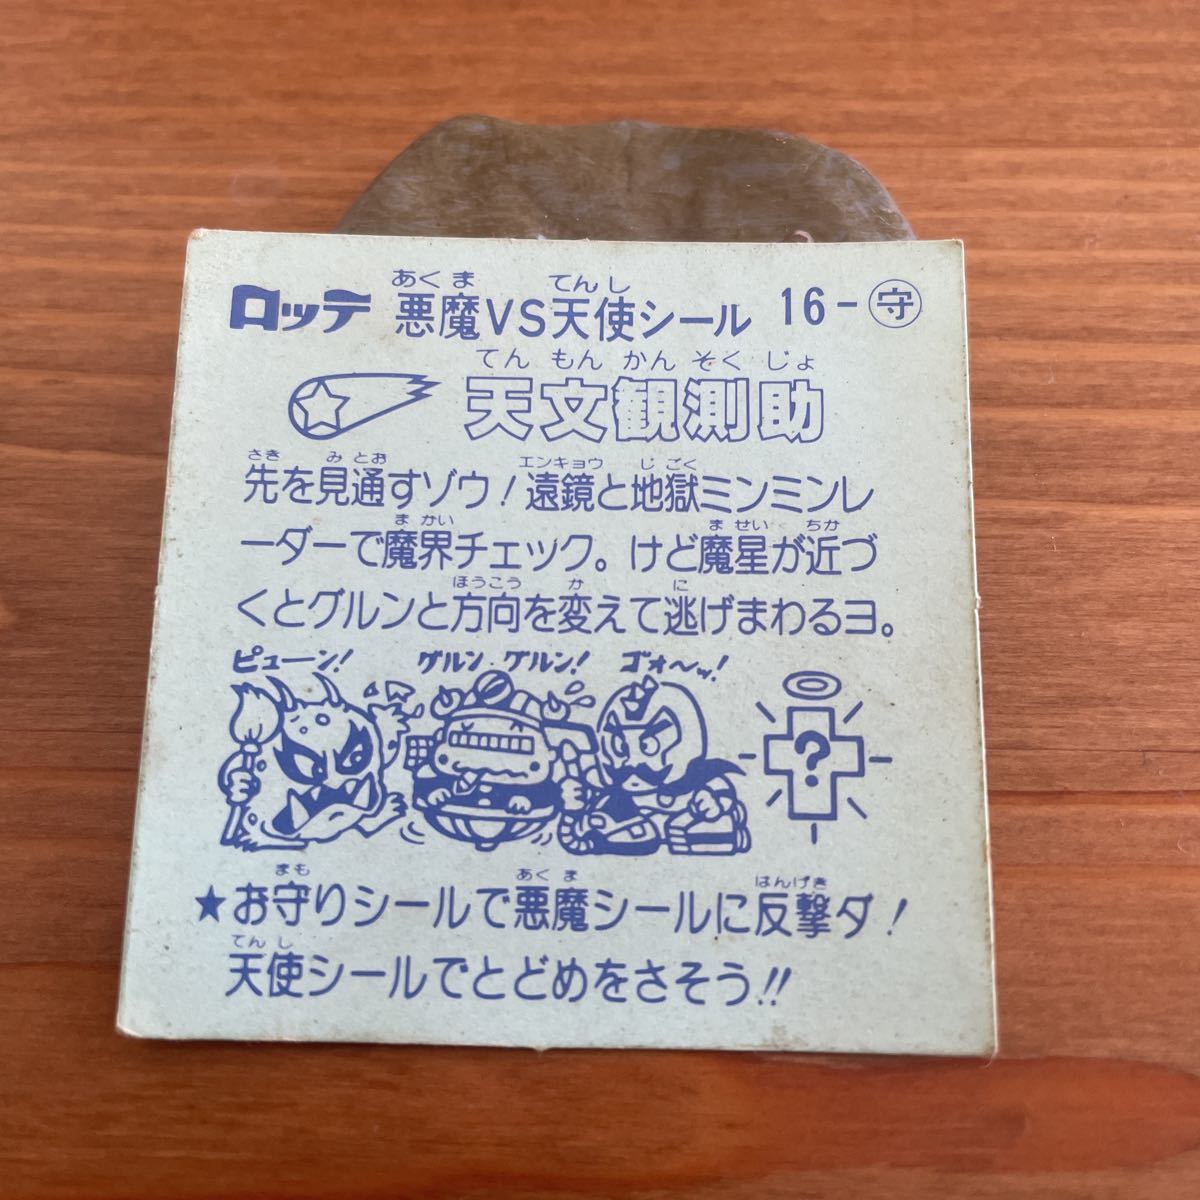 あくま てんし
ロッテ 悪魔VS天使シール 16-守
てん もん かん そく じょ
天文観測助
さき み とお エンキョウ じ ごく
先を見通すゾウ！遠鏡と地獄ミンミンレ
ま かい ま せい ちか
ーダーで魔界チェック。けど魔星が近づ
ほうこう か に
くとグルンと方向を変えて逃げまわるヨ。
ピューン！ グルン グルン！ ゴォ〜ッ！
?
まも あく ま はんげき
★お守りシールで悪魔シールに反撃ダ！
てん し
天使シールでとどめをさそう！！